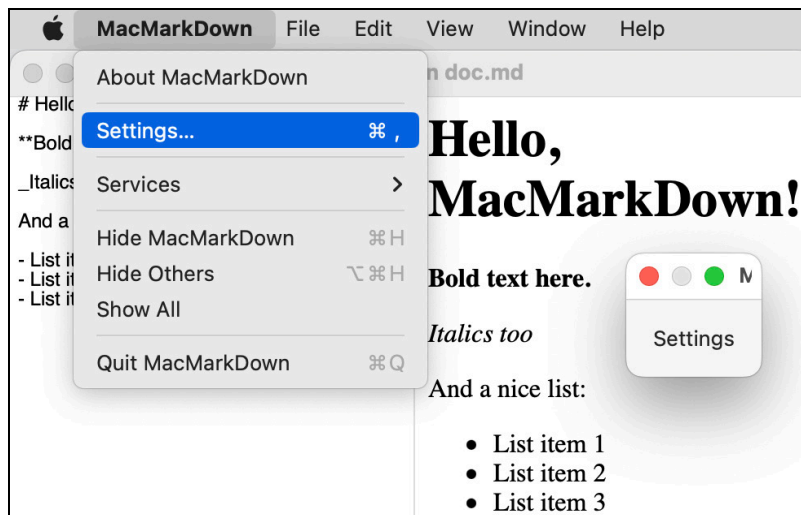 MacMarkDown File Edit View Window Help
n doc.md
About MacMarkDown
Settings... ⌘ ,
Services >
Hide MacMarkDown ⌘H
Hide Others ⌥⌘H
Show All
Quit MacMarkDown ⌘Q
# Hello
**Bold
_Italics
And a
- List it
- List it
- List it
Hello,
MacMarkDown!
Bold text here.
Italics too
And a nice list:
• List item 1
• List item 2
• List item 3
M
Settings